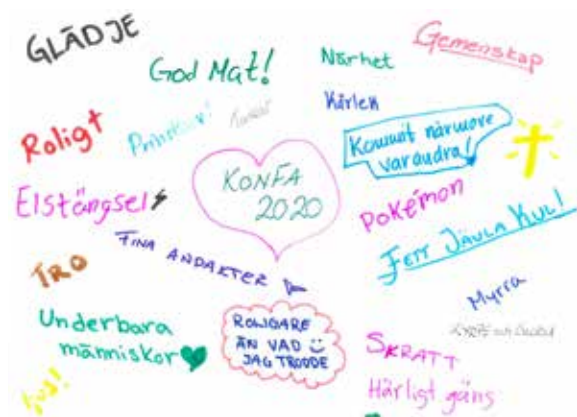 GLÄDJE
God Mat!
Närhet
Gemenskap
Roligt
Kärlek
Kommit närmare
varandra!
KONFA
2020
Elstängsel
Pokémon
FINA ANDAKTER
FETT JÄVLA KUL!
TRO
Myrra
Underbara
människor
ROLIGARE
ÄN VAD
JAG TRODDE
SKRATT
Härligt gäng